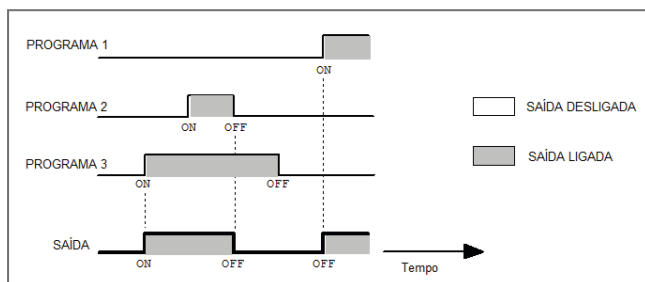 PROGRAMA 1
ON
PROGRAMA 2
ON OFF
SAÍDA DESLIGADA
PROGRAMA 3
ON OFF
SAÍDA LIGADA
SAÍDA
ON OFF OFF
Tempo